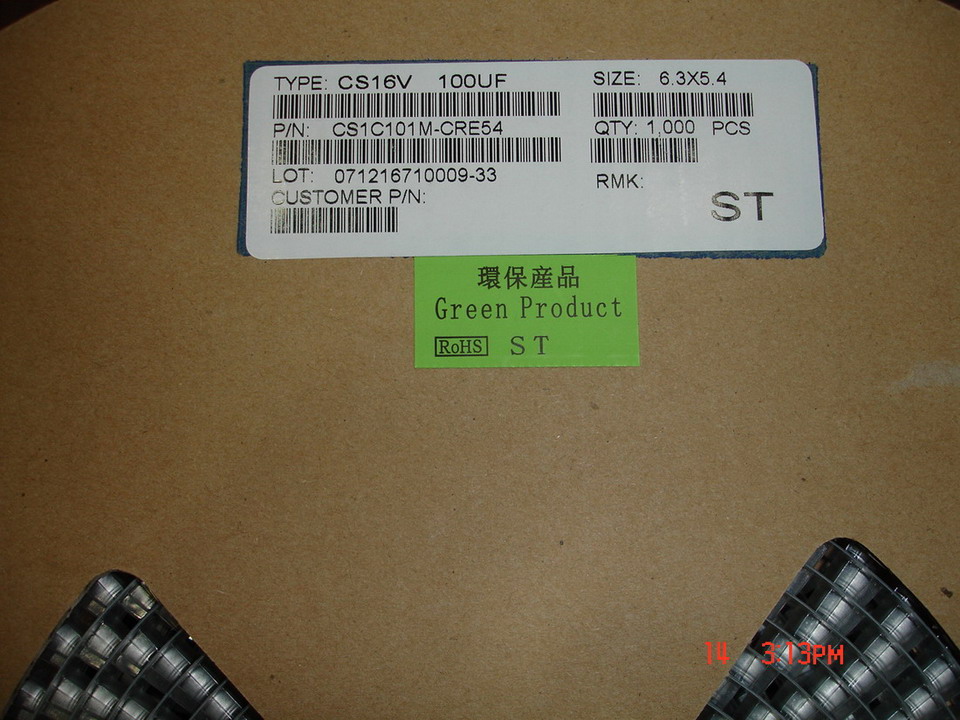 TYPE: CS16V 100UF
SIZE: 6.3X5.4
P/N: CS1C101M-CRE54
QTY: 1,000 PCS
LOT: 071216710009-33
RMK:
CUSTOMER P/N:
ST
環保産品
Green Product
RoHS ST
14 3:13PM